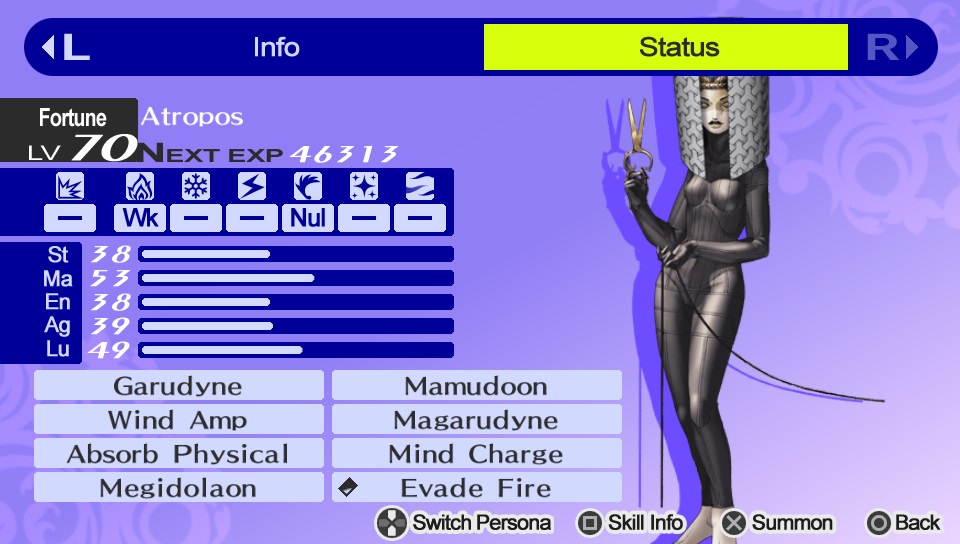 L Info Status R
Fortune Atropos
LV 70 NEXT EXP 46313
– Wk – – Nul – –
St 38
Ma 53
En 38
Ag 39
Lu 49
Garudyne Mamudoon
Wind Amp Magarudyne
Absorb Physical Mind Charge
Megidolaon Evade Fire
Switch Persona Skill Info Summon Back